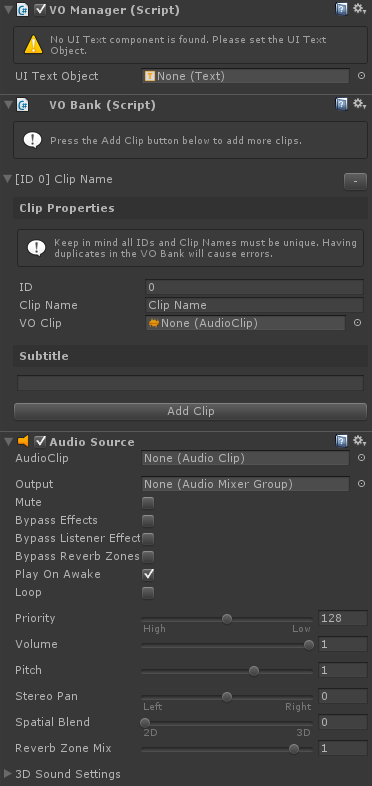 VO Manager (Script)
No UI Text component is found. Please set the UI Text
Object.
UI Text Object
None (Text)
VO Bank (Script)
Press the Add Clip button below to add more clips.
[ID 0] Clip Name
-
Clip Properties
Keep in mind all IDs and Clip Names must be unique. Having
duplicates in the VO Bank will cause errors.
ID
0
Clip Name
Clip Name
VO Clip
None (AudioClip)
Subtitle
Add Clip
Audio Source
AudioClip
None (Audio Clip)
Output
None (Audio Mixer Group)
Mute
Bypass Effects
Bypass Listener Effect
Bypass Reverb Zones
Play On Awake
Loop
Priority
128
High
Low
Volume
1
Pitch
1
Stereo Pan
0
Left
Right
Spatial Blend
0
2D
3D
Reverb Zone Mix
1
3D Sound Settings